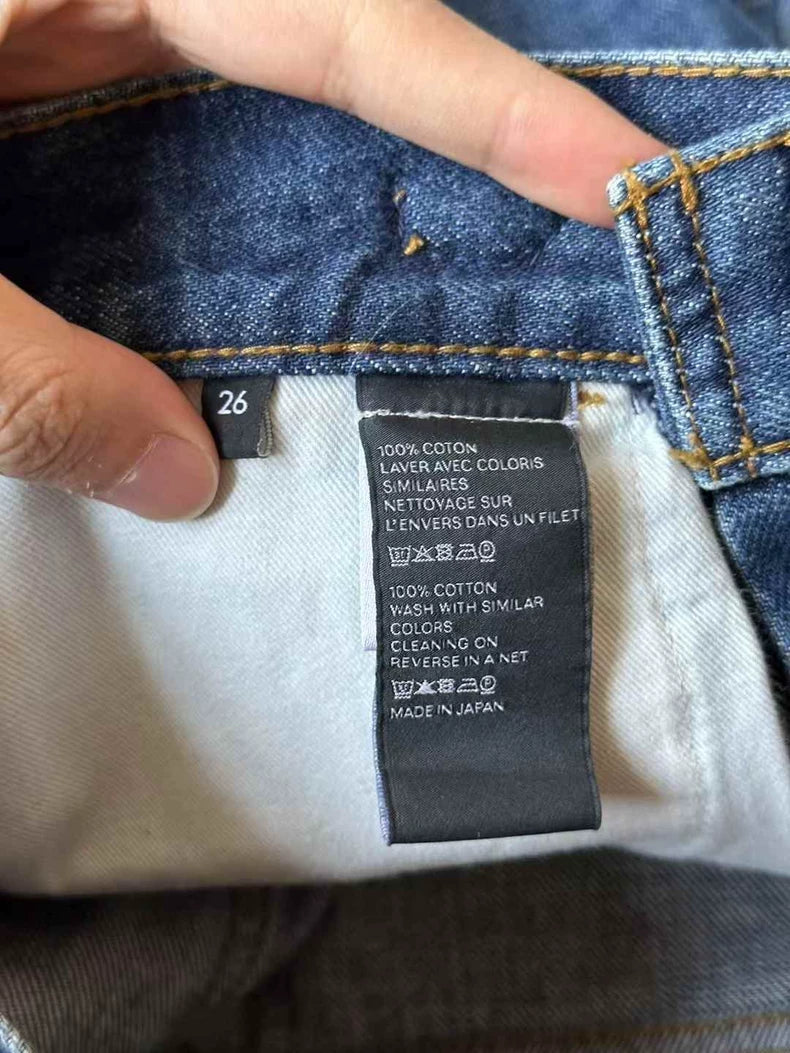 26
100% COTON
LAVER AVEC COLORIS
SIMILAIRES
NETTOYAGE SUR
L'ENVERS DANS UN FILET
100% COTTON
WASH WITH SIMILAR
COLORS
CLEANING ON
REVERSE IN A NET
MADE IN JAPAN